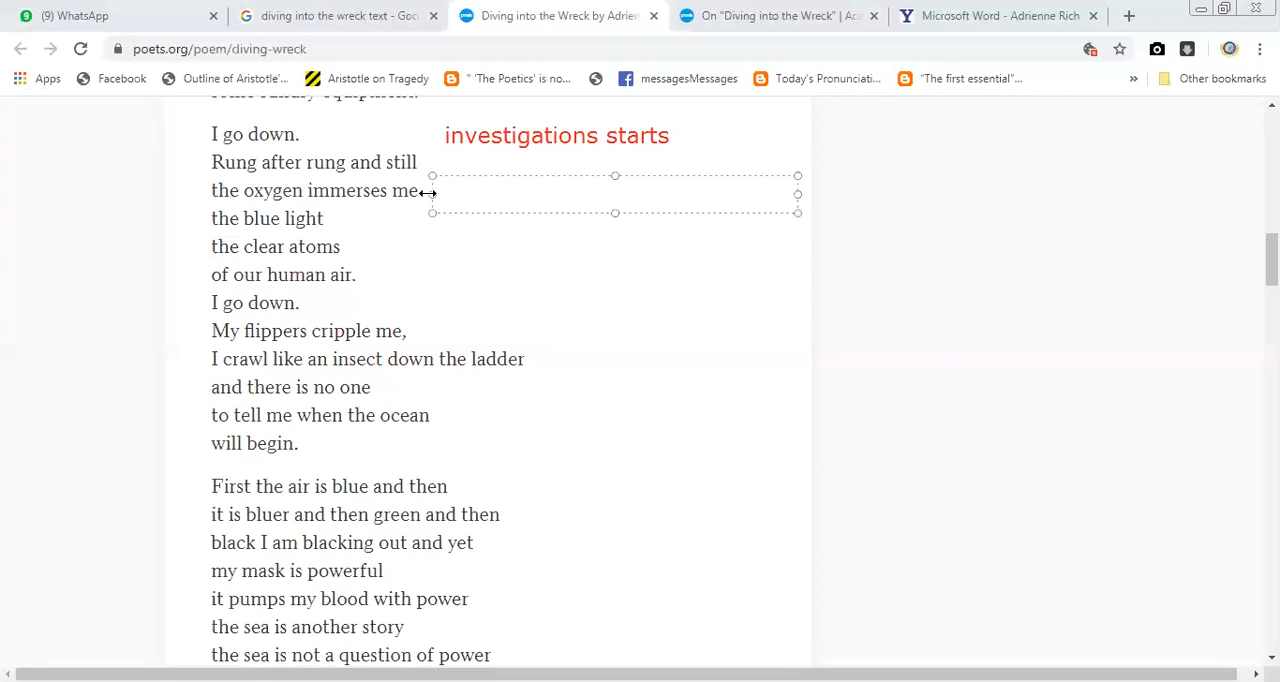 (9) WhatsApp
diving into the wreck text - Goo
Diving into the Wreck by Adrien
On "Diving into the Wreck" | Aca
Microsoft Word - Adrienne Rich
poets.org/poem/diving-wreck
Apps
Facebook
Outline of Aristotle'...
Aristotle on Tragedy
" 'The Poetics' is no...
messagesMessages
Today's Pronunciati...
"The first essential"...
»
Other bookmarks
some sundry equipment.
I go down.
investigations starts
Rung after rung and still
the oxygen immerses me
the blue light
the clear atoms
of our human air.
I go down.
My flippers cripple me,
I crawl like an insect down the ladder
and there is no one
to tell me when the ocean
will begin.
First the air is blue and then
it is bluer and then green and then
black I am blacking out and yet
my mask is powerful
it pumps my blood with power
the sea is another story
the sea is not a question of power